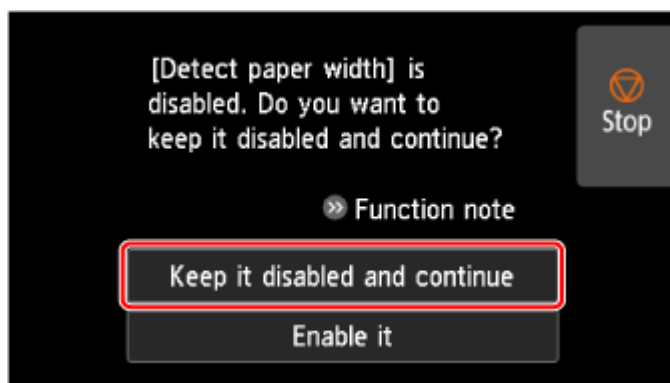 [Detect paper width] is
disabled. Do you want to
keep it disabled and continue?
Stop
Function note
Keep it disabled and continue
Enable it